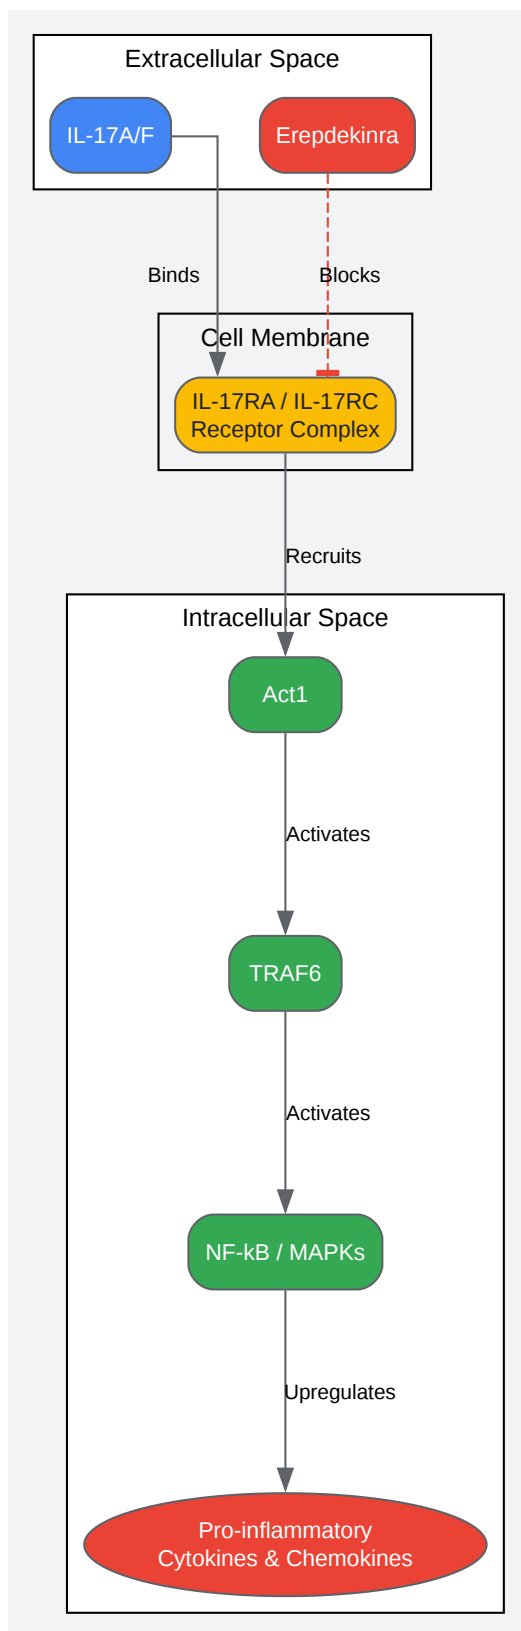 Extracellular Space
IL-17A/F
Erepdekinra
Binds
Blocks
Cell Membrane
IL-17RA / IL-17RC
Receptor Complex
Recruits
Intracellular Space
Act1
Activates
TRAF6
Activates
NF-kB / MAPKs
Upregulates
Pro-inflammatory
Cytokines & Chemokines